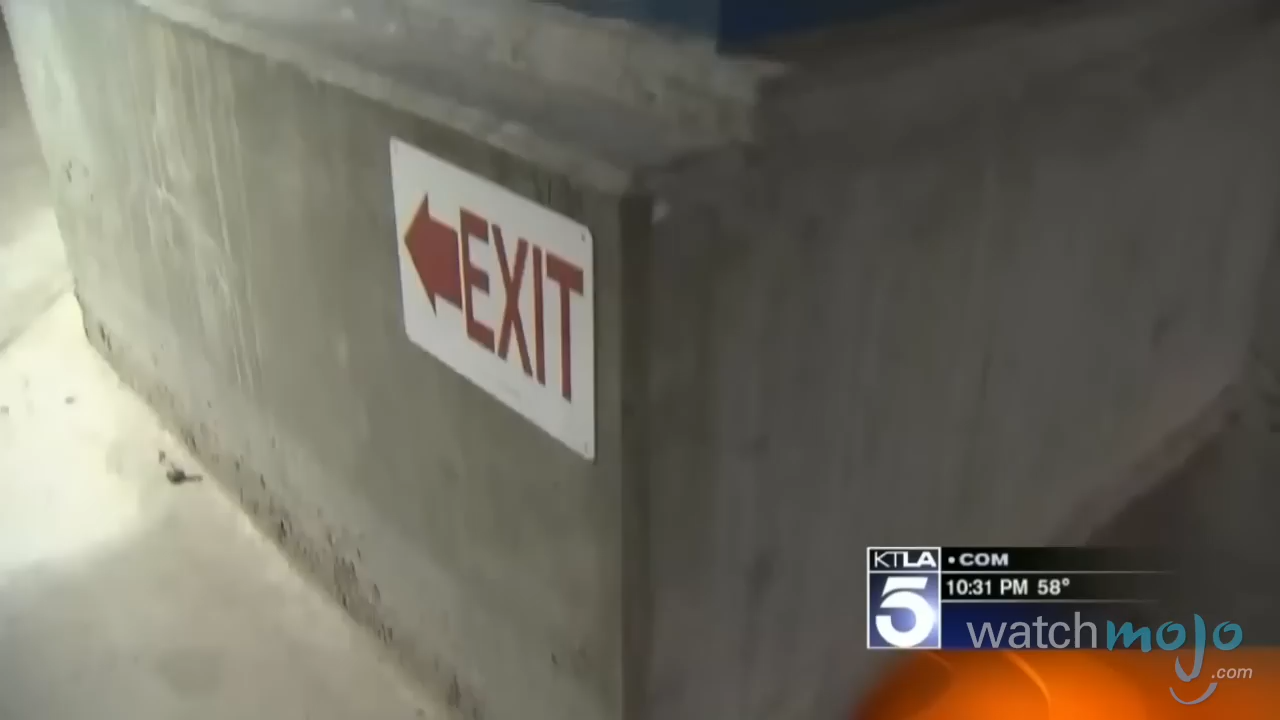 EXIT
KTLA • COM
5 10:31 PM 58°
watchmojo
.com